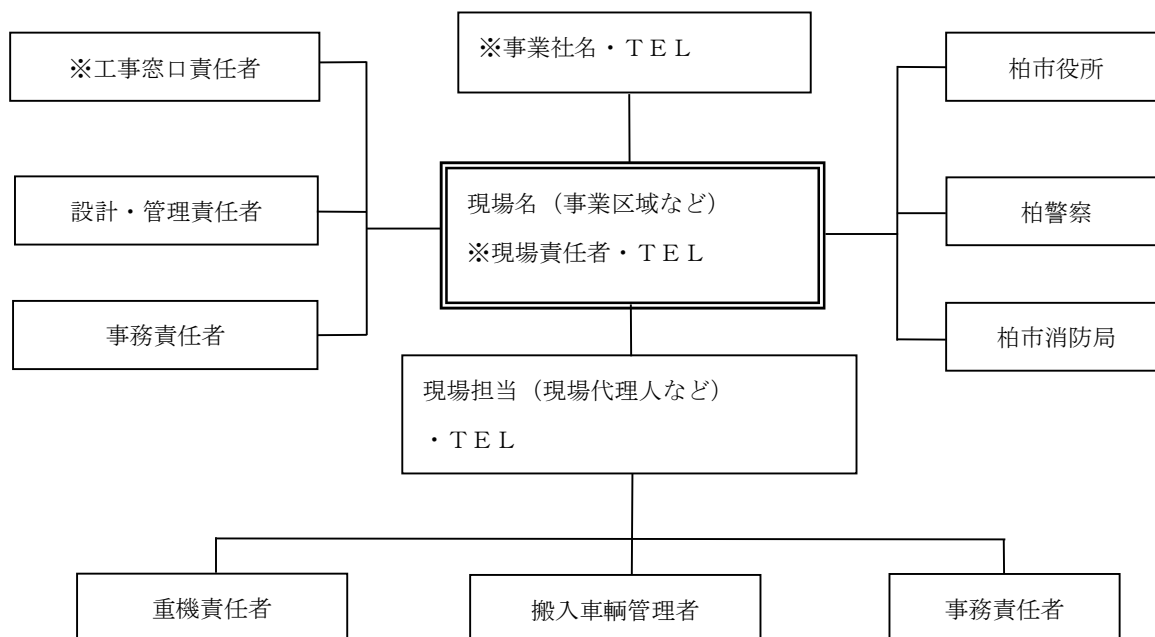 ※事業社名・ＴＥＬ
※工事窓口責任者
柏市役所
設計・管理責任者
現場名（事業区域など）
※現場責任者・ＴＥＬ
柏警察
事務責任者
柏市消防局
現場担当（現場代理人など）
・ＴＥＬ
重機責任者
搬入車輌管理者
事務責任者